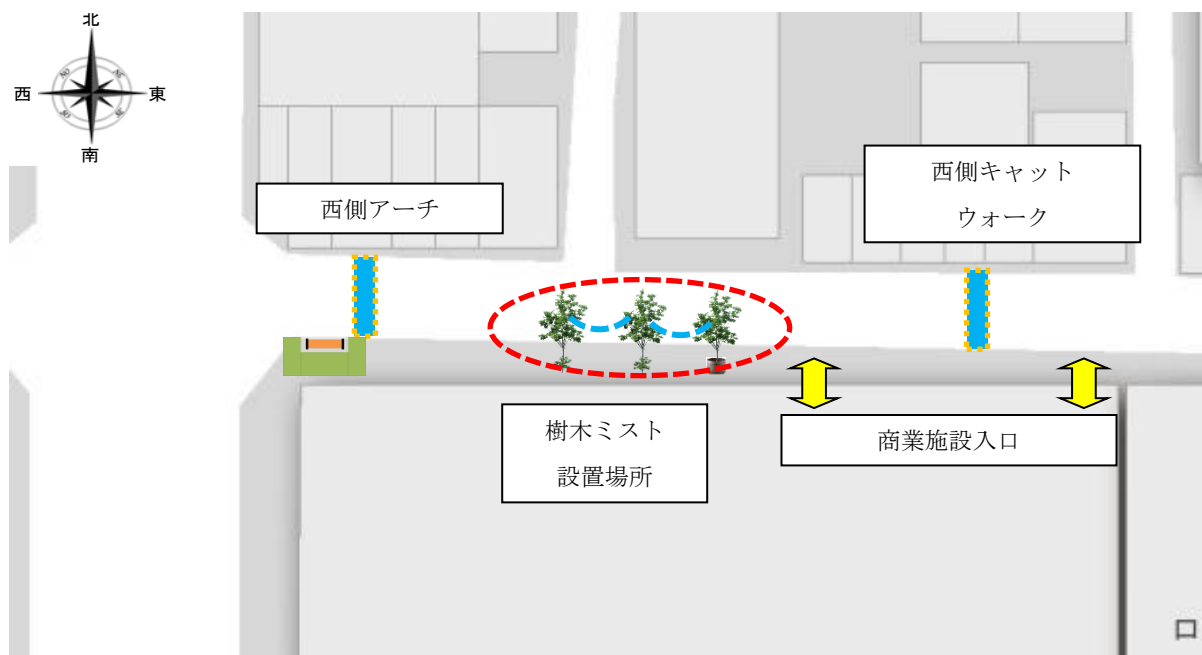 北
西
東
南
西側アーチ
西側キャット
ウォーク
樹木ミスト
設置場所
商業施設入口
口